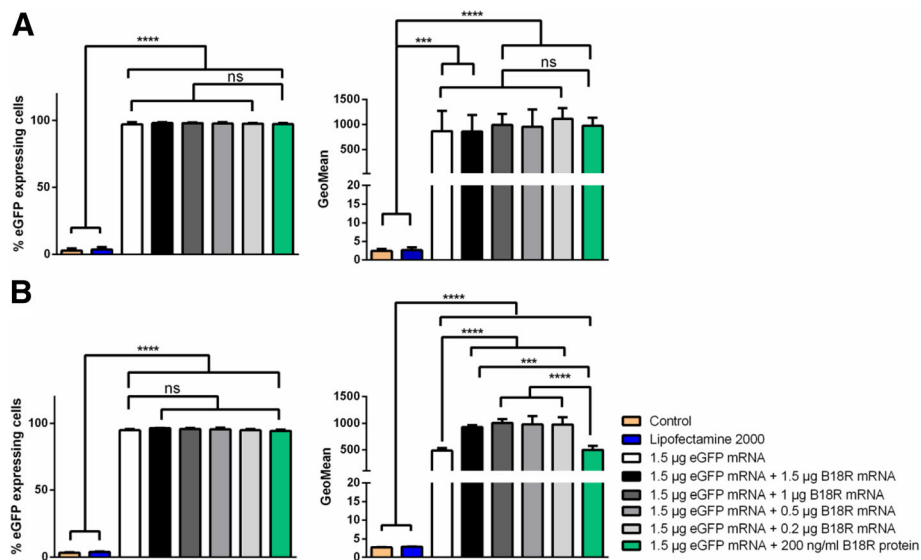 A
****
ns
% eGFP expressing cells
100
50
0
****
***
ns
GeoMean
1500
1000
500
20
15
10
5
0
B
****
ns
% eGFP expressing cells
100
50
0
****
****
***
****
GeoMean
1500
1000
500
20
15
10
5
0
Control
Lipofectamine 2000
1.5 µg eGFP mRNA
1.5 µg eGFP mRNA + 1.5 µg B18R mRNA
1.5 µg eGFP mRNA + 1 µg B18R mRNA
1.5 µg eGFP mRNA + 0.5 µg B18R mRNA
1.5 µg eGFP mRNA + 0.2 µg B18R mRNA
1.5 µg eGFP mRNA + 200 ng/ml B18R protein